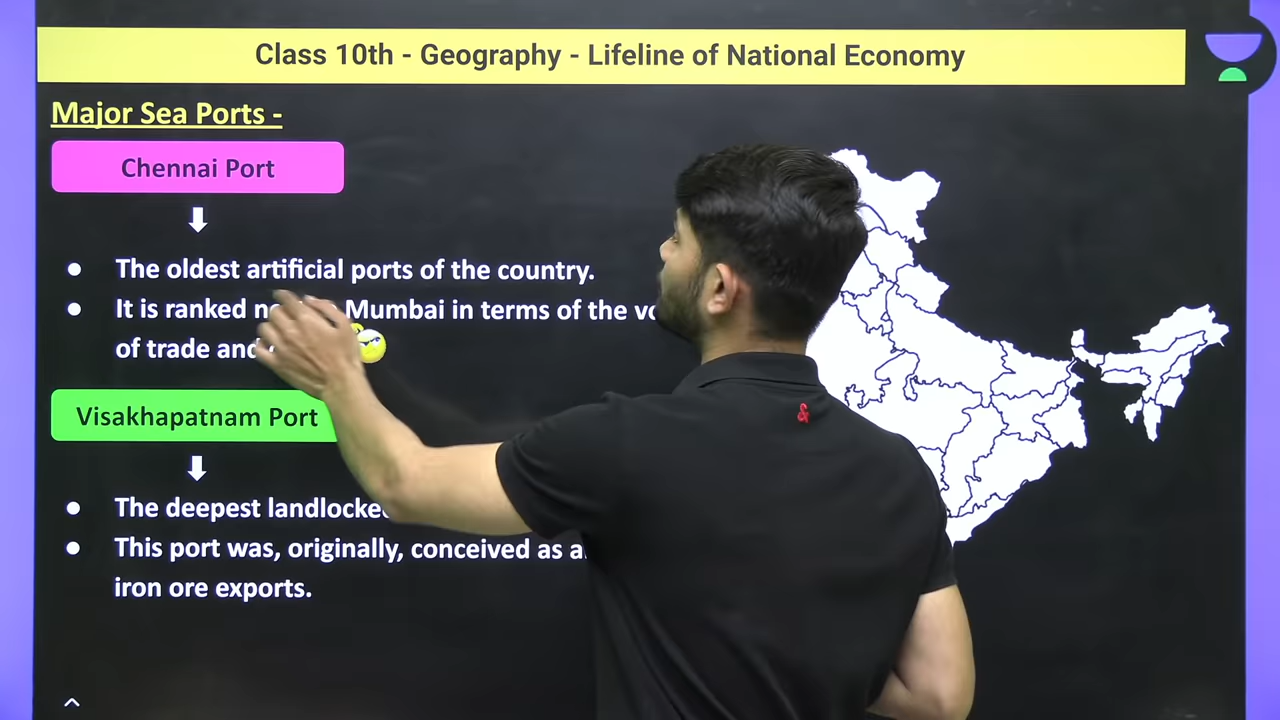 Class 10th - Geography - Lifeline of National Economy
Major Sea Ports -
Chennai Port
The oldest artificial ports of the country.
It is ranked Mumbai in terms of the
of trade and
Visakhapatnam Port
The deepest
This port was, originally, conceived as
iron ore exports.
&